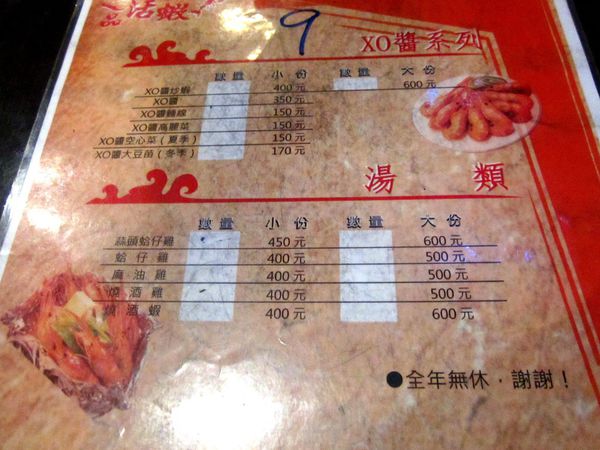 一品活蝦
9
XO醬系列
數量 小份 數量 大份
XO醬炒蝦 400元 600元
XO醬 350元
XO醬麵線 150元
XO醬高麗菜 150元
XO醬空心菜(夏季) 150元
XO醬大豆苗(冬季) 170元
湯 類
數量 小份 數量 大份
蒜頭蛤仔雞 450元 600元
蛤仔雞 400元 500元
麻油雞 400元 500元
燒酒雞 400元 500元
燒酒蝦 400元 600元
●全年無休，謝謝！